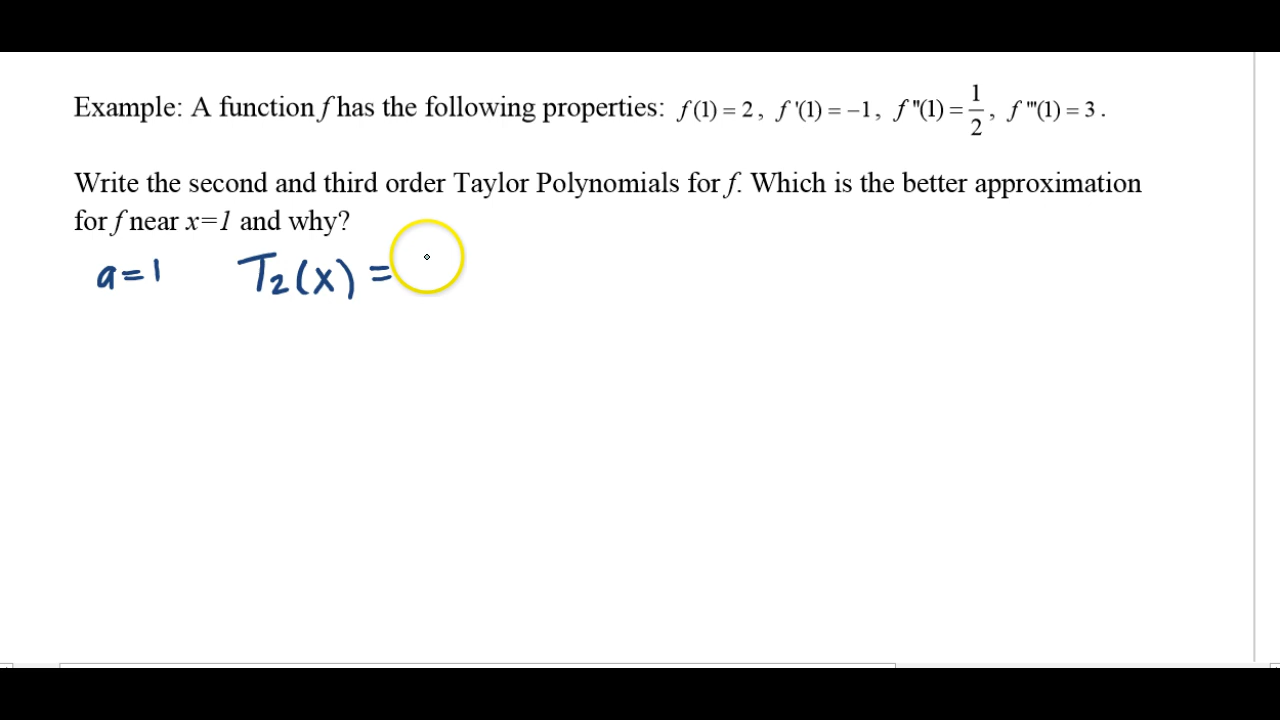 Example: A function f has the following properties: f(1) = 2, f'(1) = −1, f''(1) = 1/2, f'''(1) = 3.
Write the second and third order Taylor Polynomials for f. Which is the better approximation
for f near x=1 and why?
a=1 T₂(x) =